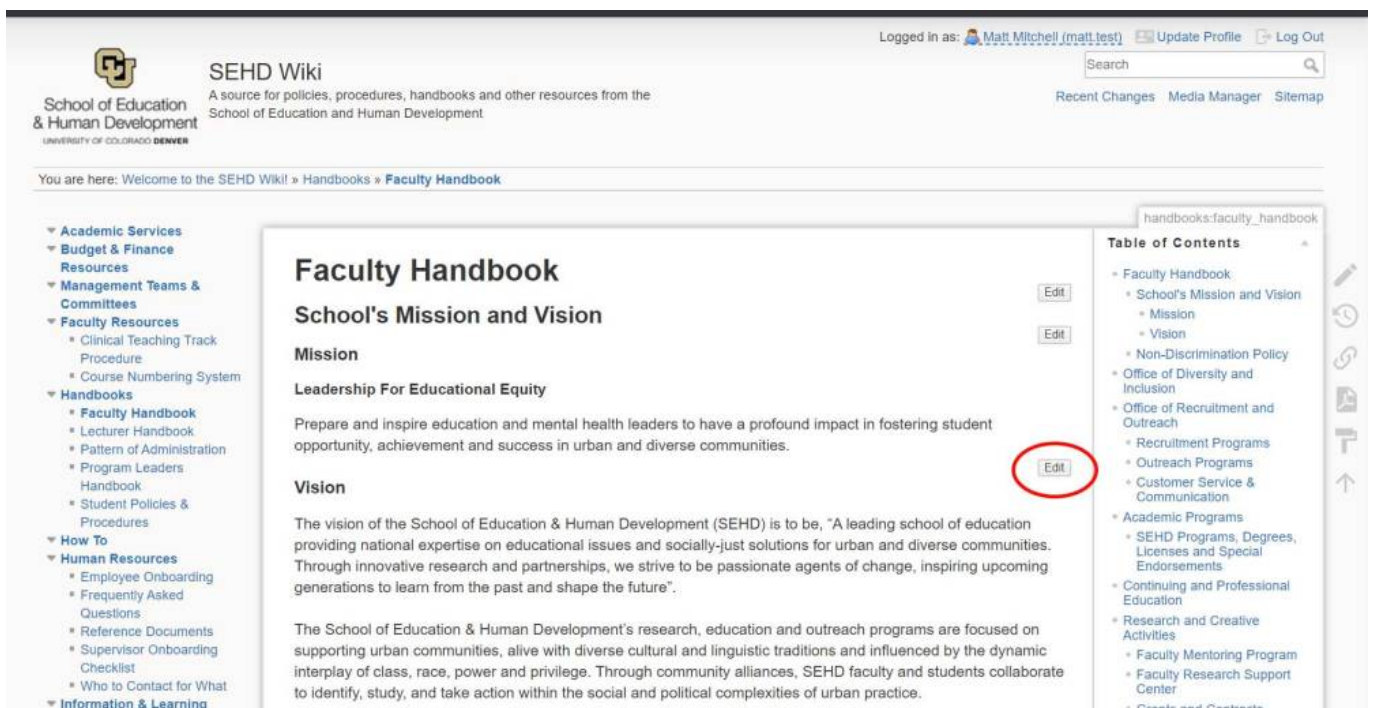 Logged in as: Matt Mitchell (matt.test) Update Profile Log Out
SEHD Wiki
A source for policies, procedures, handbooks and other resources from the
School of Education and Human Development
School of Education
& Human Development
UNIVERSITY OF COLORADO DENVER
Search
Recent Changes Media Manager Sitemap
You are here: Welcome to the SEHD Wiki! » Handbooks » Faculty Handbook
handbooks:faculty_handbook
Academic Services
Budget & Finance
Resources
Management Teams &
Committees
Faculty Resources
Clinical Teaching Track
Procedure
Course Numbering System
Handbooks
Faculty Handbook
Lecturer Handbook
Pattern of Administration
Program Leaders
Handbook
Student Policies &
Procedures
How To
Human Resources
Employee Onboarding
Frequently Asked
Questions
Reference Documents
Supervisor Onboarding
Checklist
Who to Contact for What
Information & Learning
Faculty Handbook
Edit
School's Mission and Vision
Edit
Mission
Leadership For Educational Equity
Prepare and inspire education and mental health leaders to have a profound impact in fostering student
opportunity, achievement and success in urban and diverse communities.
Edit
Vision
The vision of the School of Education & Human Development (SEHD) is to be, “A leading school of education
providing national expertise on educational issues and socially-just solutions for urban and diverse communities.
Through innovative research and partnerships, we strive to be passionate agents of change, inspiring upcoming
generations to learn from the past and shape the future”.
The School of Education & Human Development's research, education and outreach programs are focused on
supporting urban communities, alive with diverse cultural and linguistic traditions and influenced by the dynamic
interplay of class, race, power and privilege. Through community alliances, SEHD faculty and students collaborate
to identify, study, and take action within the social and political complexities of urban practice.
Table of Contents
Faculty Handbook
School's Mission and Vision
Mission
Vision
Non-Discrimination Policy
Office of Diversity and
Inclusion
Office of Recruitment and
Outreach
Recruitment Programs
Outreach Programs
Customer Service &
Communication
Academic Programs
SEHD Programs, Degrees,
Licenses and Special
Endorsements
Continuing and Professional
Education
Research and Creative
Activities
Faculty Mentoring Program
Faculty Research Support
Center
Grants and Contracts